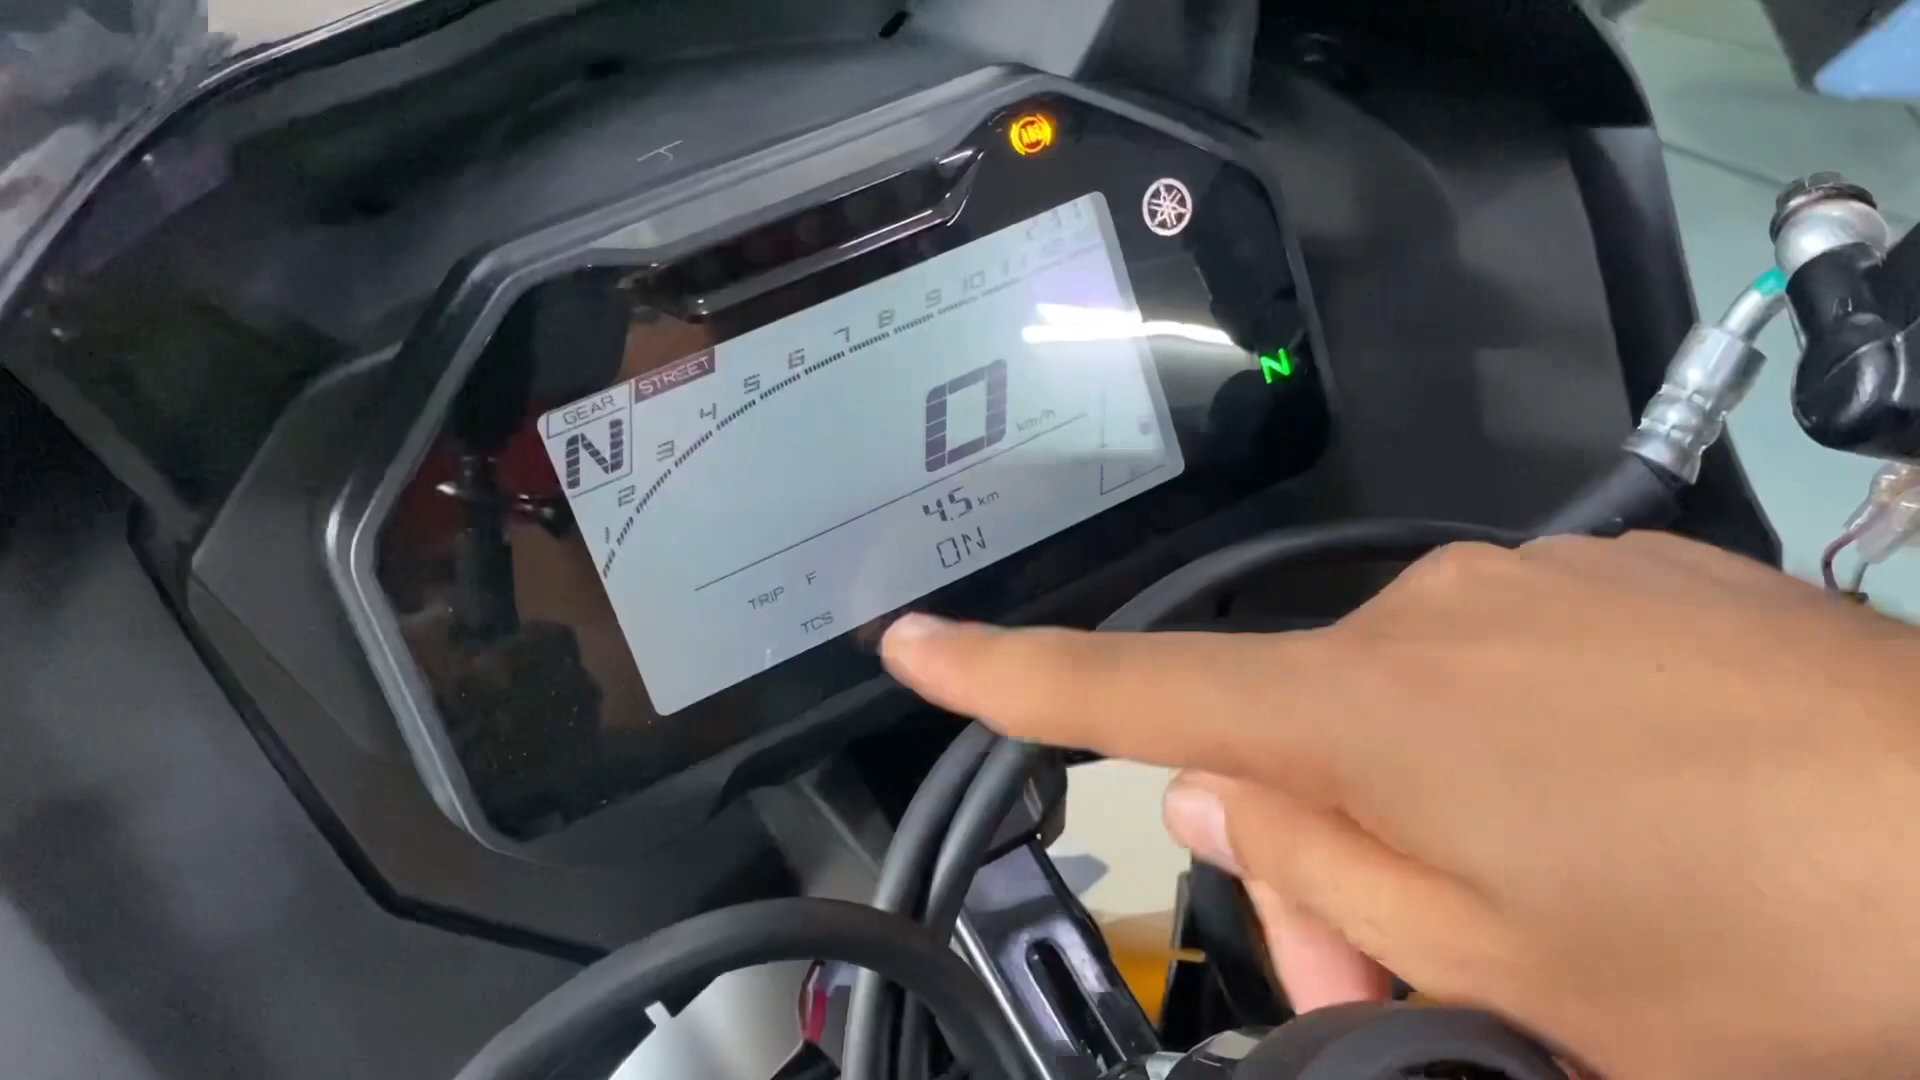 ABS
GEAR
STREET
N
1 2 3 4 5 6 7 8 9 10 11
0 km/h
N
4.5 km
TRIP F
TCS ON